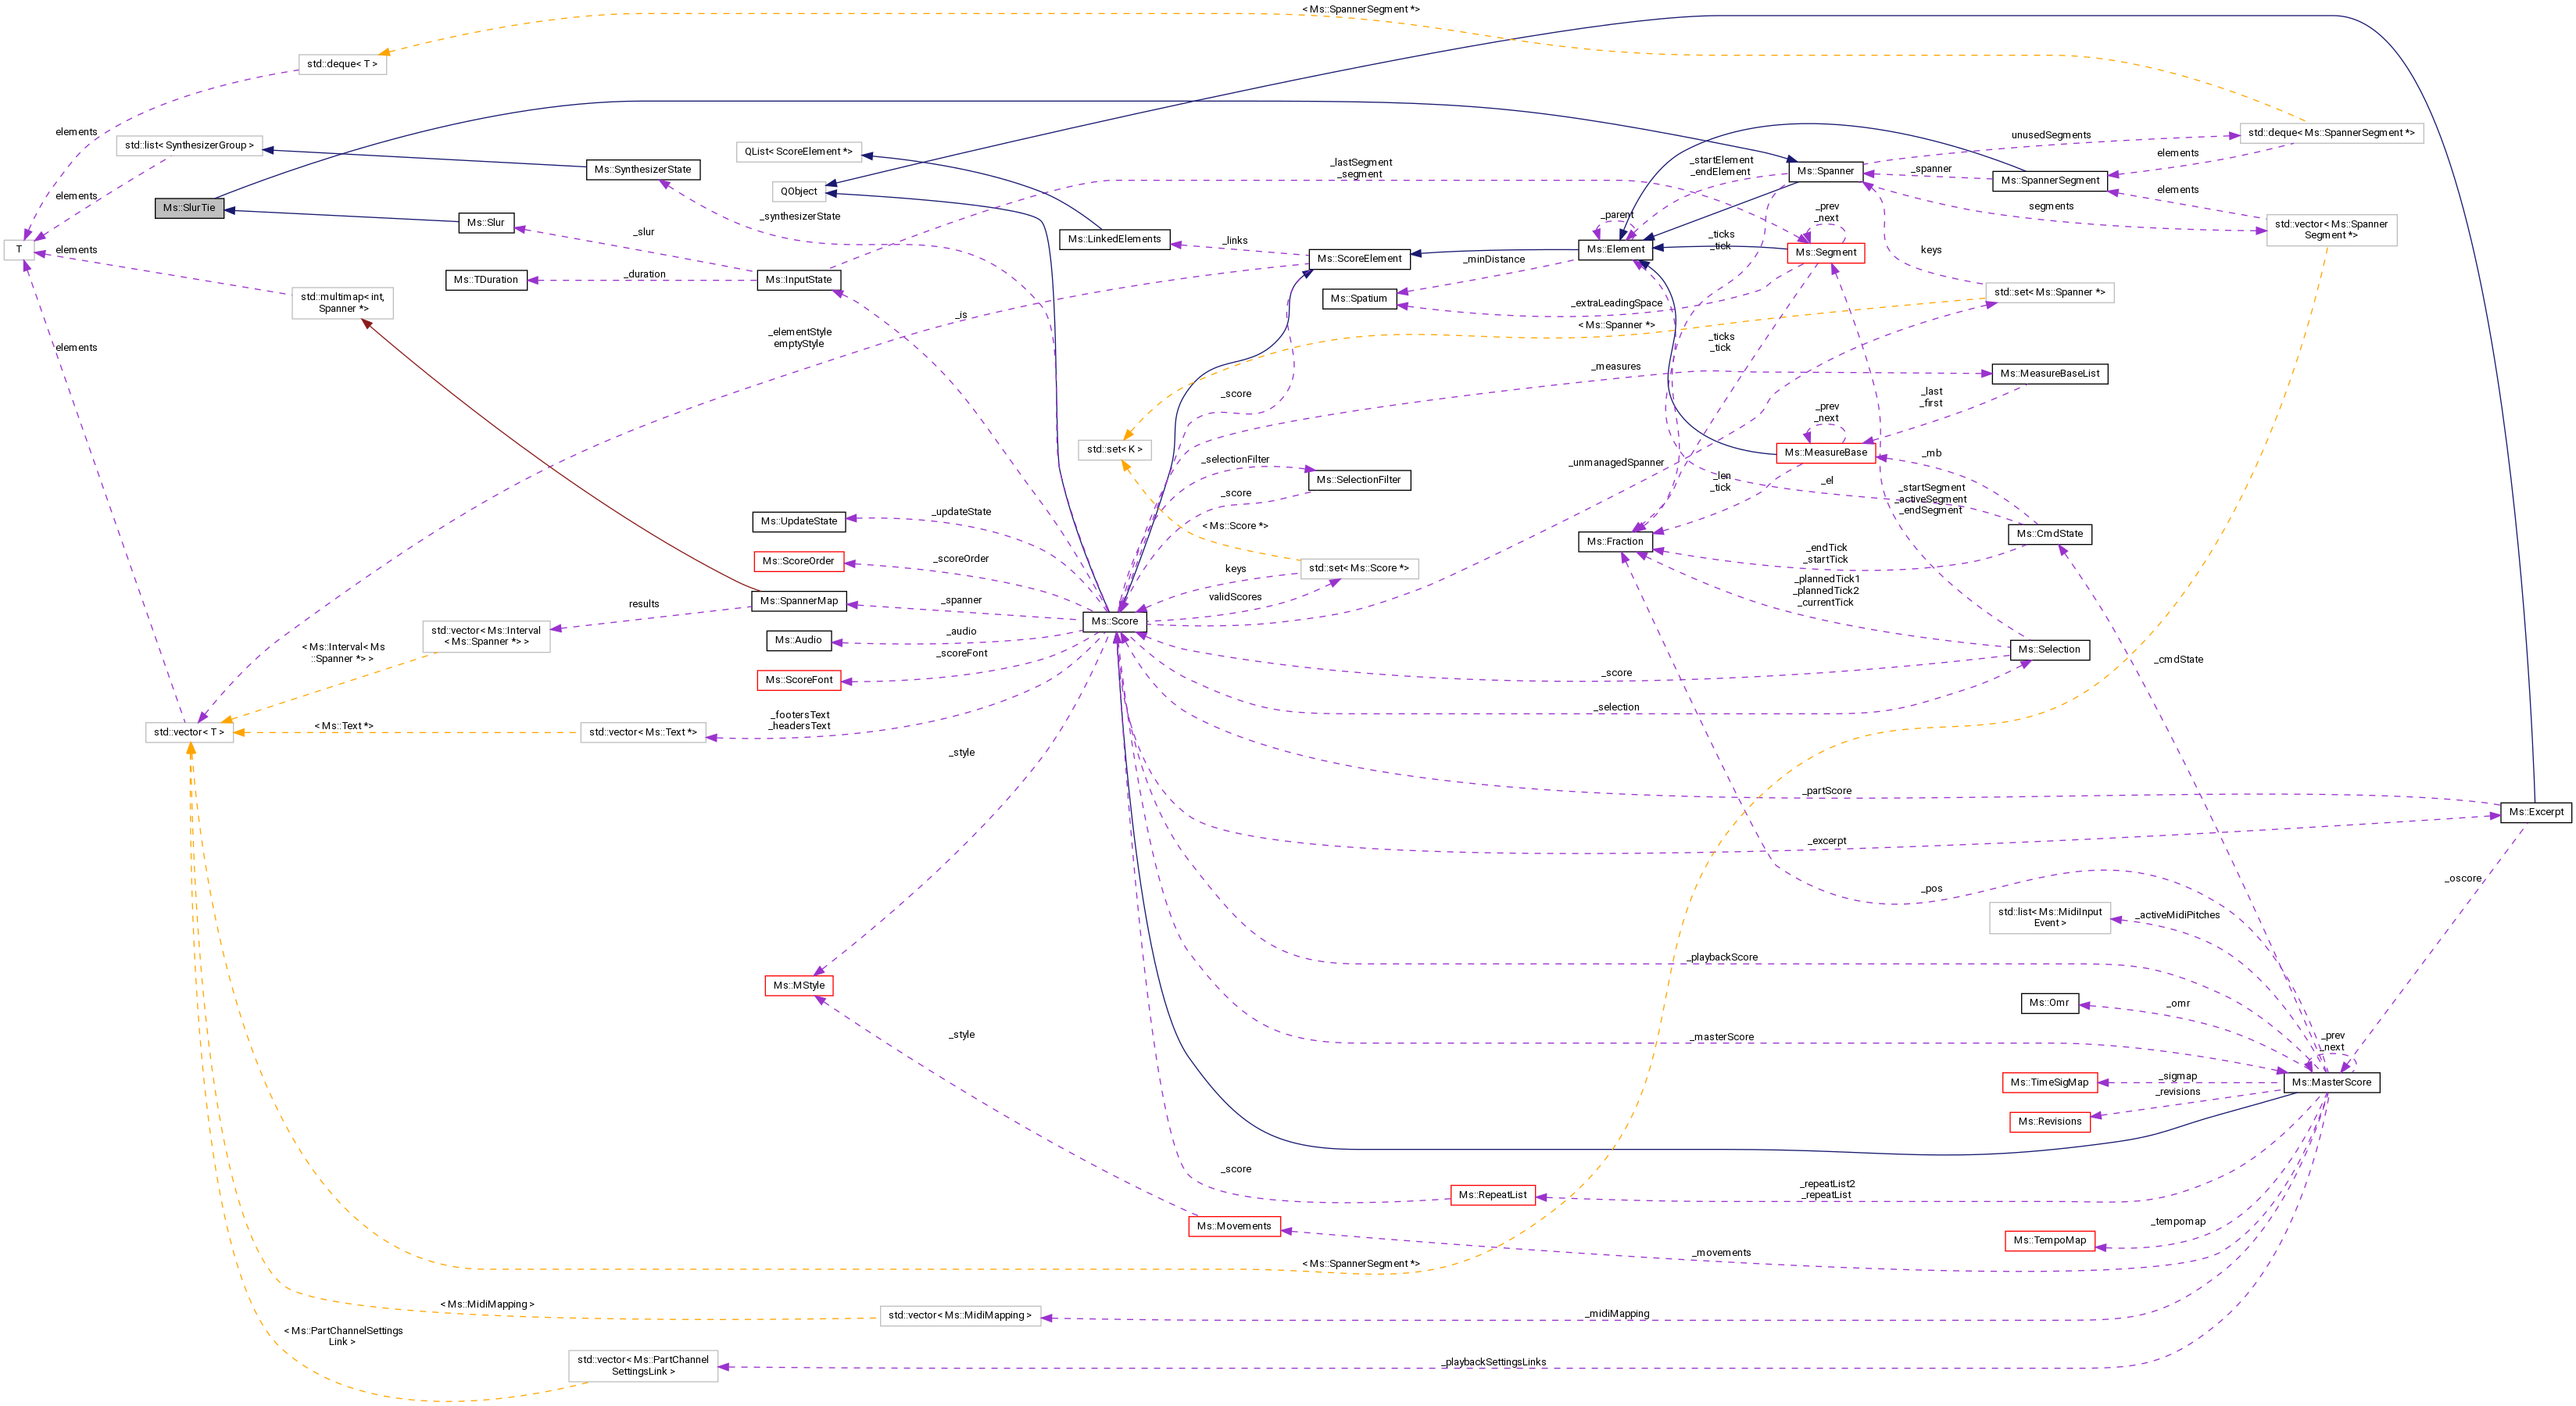 < Ms::SpannerSegment *>
std::deque< T >
elements
std::deque< Ms::SpannerSegment *>
unusedSegments
std::list< SynthesizerGroup >
QList< ScoreElement *>
elements
_lastSegment
_segment
_startElement
_endElement
Ms::Spanner
_spanner
Ms::SpannerSegment
Ms::SynthesizerState
QObject
elements
elements
Ms::SlurTie
Ms::Slur
_synthesizerState
_parent
_prev
_next
segments
std::vector< Ms::Spanner
Segment *>
_slur
Ms::LinkedElements
_links
_ticks
_tick
T
elements
Ms::Element
Ms::Segment
keys
Ms::ScoreElement
_minDistance
Ms::TDuration
_duration
Ms::InputState
std::multimap< int,
Spanner *>
Ms::Spatium
_extraLeadingSpace
std::set< Ms::Spanner *>
_is
< Ms::Spanner *>
_elementStyle
emptyStyle
elements
_ticks
_tick
_measures
Ms::MeasureBaseList
_score
_last
_first
_prev
_next
std::set< K >
Ms::MeasureBase
_mb
_selectionFilter
_unmanagedSpanner
Ms::SelectionFilter
_len
_tick
_el
_score
_startSegment
_activeSegment
_endSegment
Ms::UpdateState
_updateState
< Ms::Score *>
Ms::CmdState
Ms::Fraction
Ms::ScoreOrder
_scoreOrder
_endTick
_startTick
keys
std::set< Ms::Score *>
_plannedTick1
_plannedTick2
_currentTick
Ms::SpannerMap
_spanner
validScores
results
std::vector< Ms::Interval
< Ms::Spanner *> >
Ms::Score
Ms::Audio
_audio
< Ms::Interval< Ms
::Spanner *> >
_scoreFont
Ms::Selection
_cmdState
Ms::ScoreFont
_score
_footersText
_headersText
_selection
< Ms::Text *>
std::vector< T >
std::vector< Ms::Text *>
_style
_partScore
Ms::Excerpt
_excerpt
_oscore
_pos
std::list< Ms::MidiInput
Event >
_activeMidiPitches
_playbackScore
Ms::MStyle
Ms::Omr
_omr
_style
_masterScore
_prev
_next
Ms::TimeSigMap
_sigmap
Ms::MasterScore
_revisions
Ms::Revisions
_score
Ms::RepeatList
_repeatList2
_repeatList
Ms::Movements
_tempomap
Ms::TempoMap
_movements
< Ms::SpannerSegment *>
< Ms::MidiMapping >
std::vector< Ms::MidiMapping >
_midiMapping
< Ms::PartChannelSettings
Link >
std::vector< Ms::PartChannel
SettingsLink >
_playbackSettingsLinks